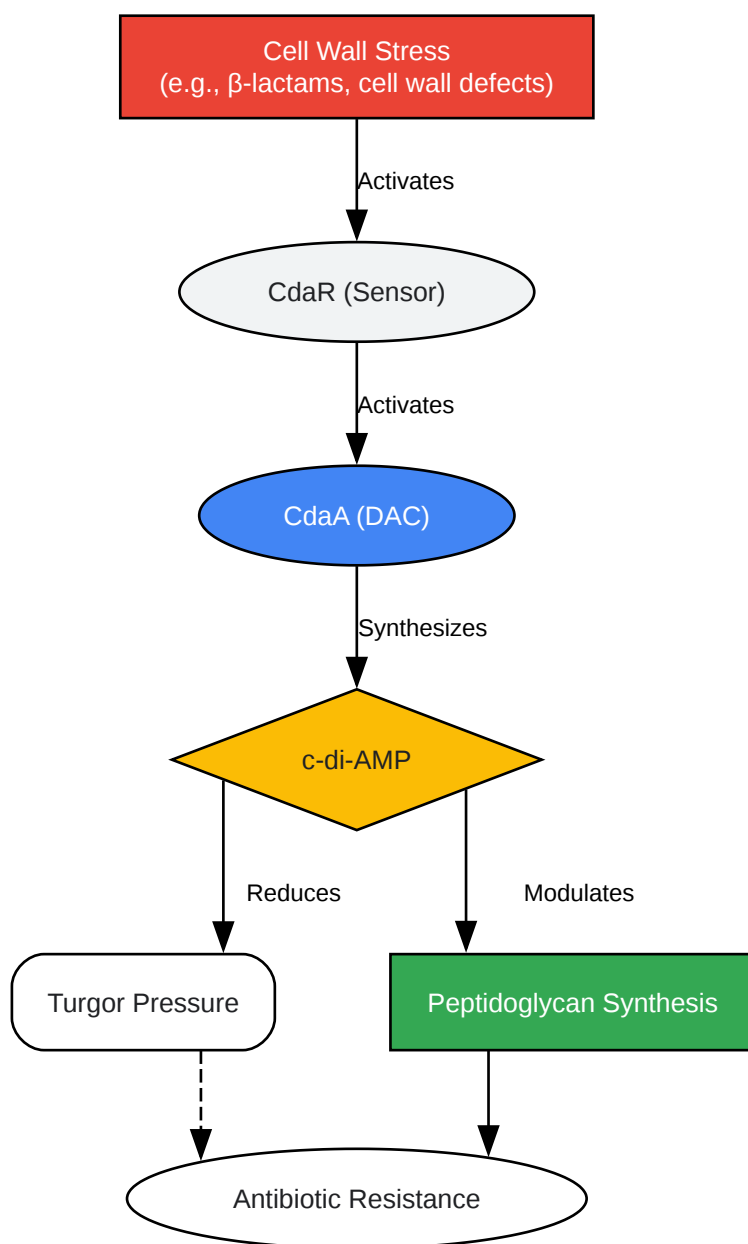 Cell Wall Stress
(e.g., β-lactams, cell wall defects)
Activates
CdaR (Sensor)
Activates
CdaA (DAC)
Synthesizes
c-di-AMP
Reduces
Modulates
Turgor Pressure
Peptidoglycan Synthesis
Antibiotic Resistance